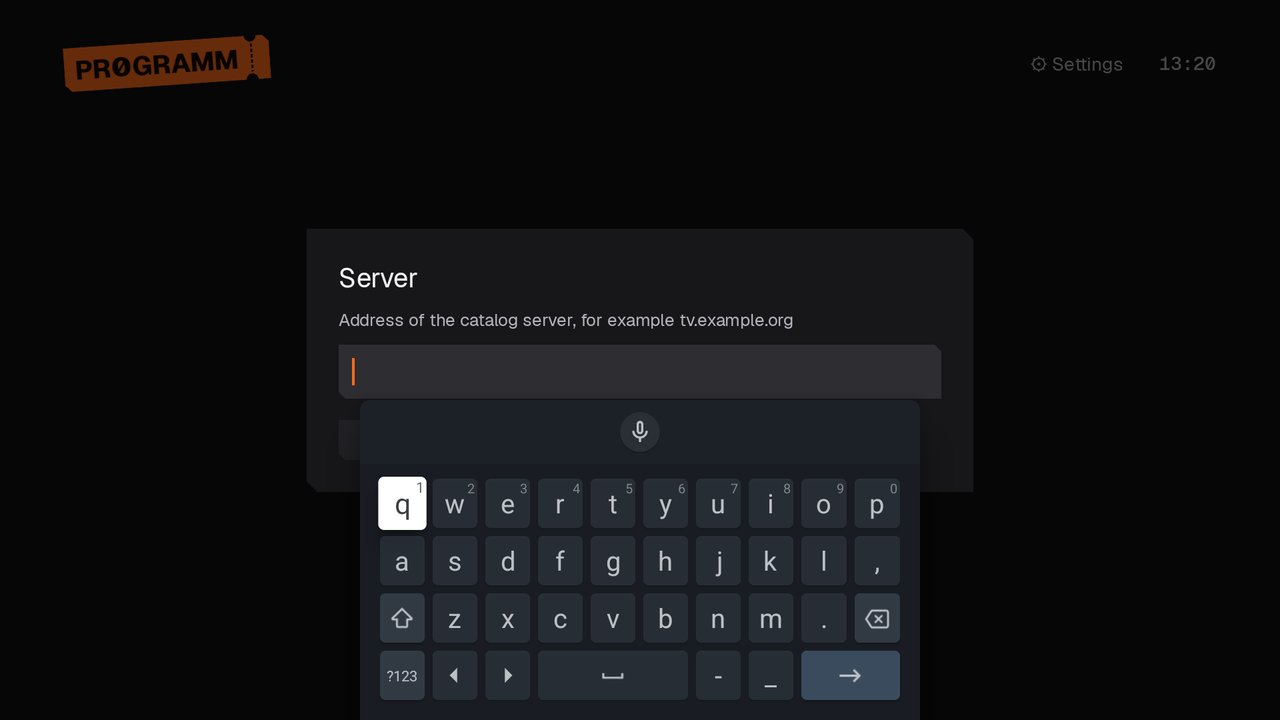 PRØGRAMM
Settings
13:20
Server
Address of the catalog server, for example tv.example.org
q 1 w 2 e 3 r 4 t 5 y 6 u 7 i 8 o 9 p 0
a s d f g h j k l ,
z x c v b n m .
?123 - _